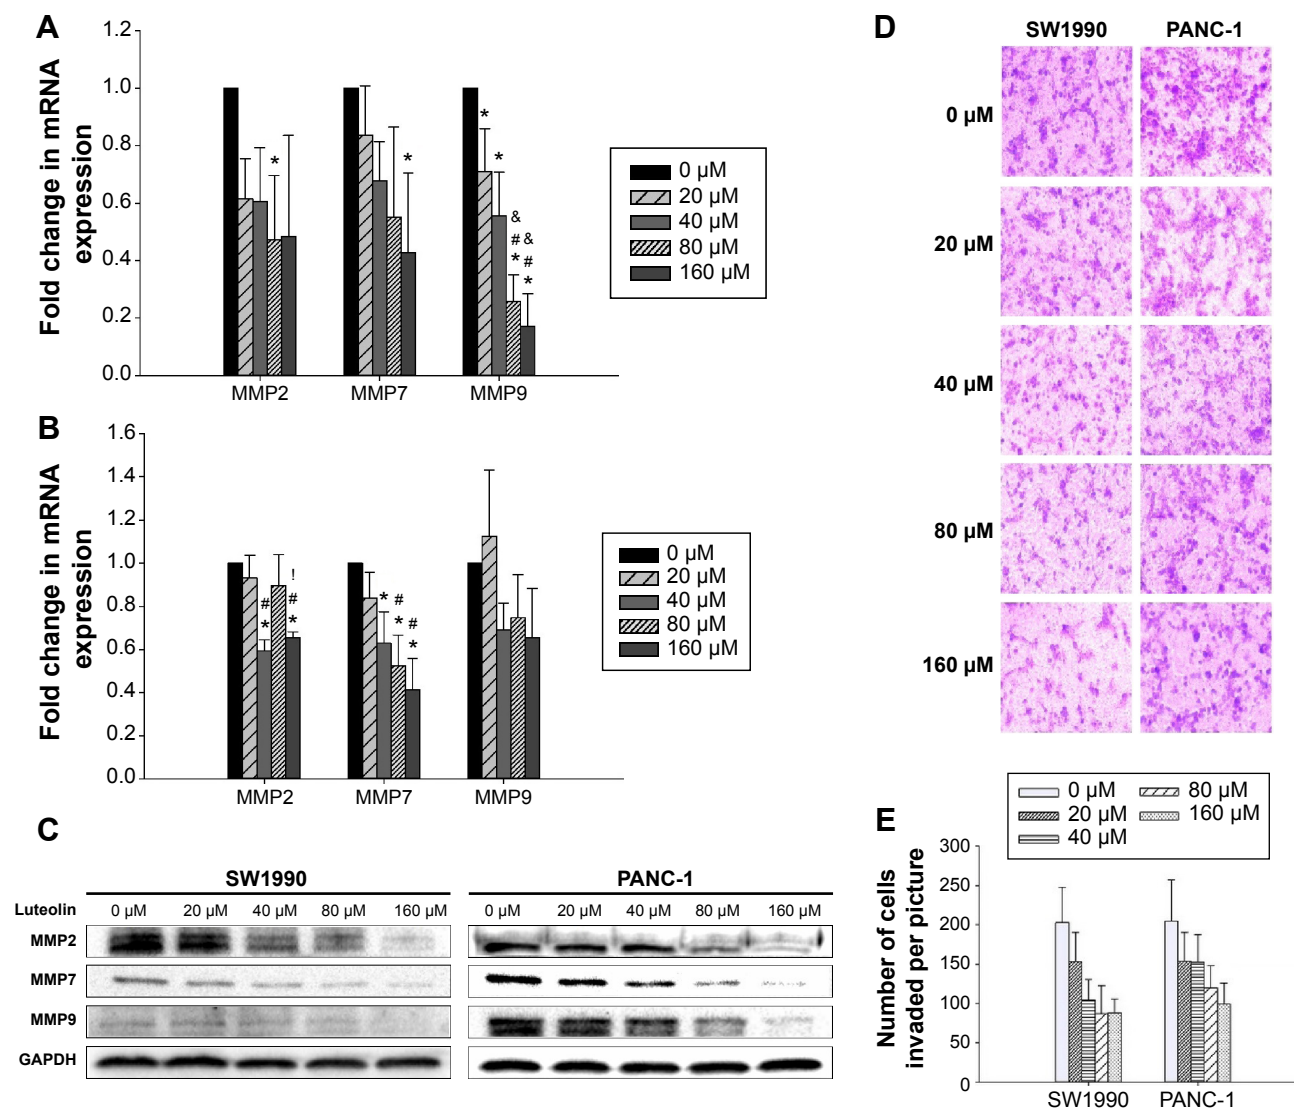 A
Fold change in mRNA
expression
1.2
1.0
0.8
0.6
0.4
0.2
0.0
*
*
*
*
&
#
*
&
#
*
MMP2 MMP7 MMP9
0 µM
20 µM
40 µM
80 µM
160 µM
B
Fold change in mRNA
expression
1.6
1.4
1.2
1.0
0.8
0.6
0.4
0.2
0.0
#
*
!
#
*
*
#
*
#
*
MMP2 MMP7 MMP9
0 µM
20 µM
40 µM
80 µM
160 µM
C
SW1990 PANC-1
Luteolin 0 µM 20 µM 40 µM 80 µM 160 µM 0 µM 20 µM 40 µM 80 µM 160 µM
MMP2
MMP7
MMP9
GAPDH
D
SW1990 PANC-1
0 µM
20 µM
40 µM
80 µM
160 µM
E
0 µM 80 µM
20 µM 160 µM
40 µM
Number of cells
invaded per picture
300
250
200
150
100
50
0
SW1990 PANC-1